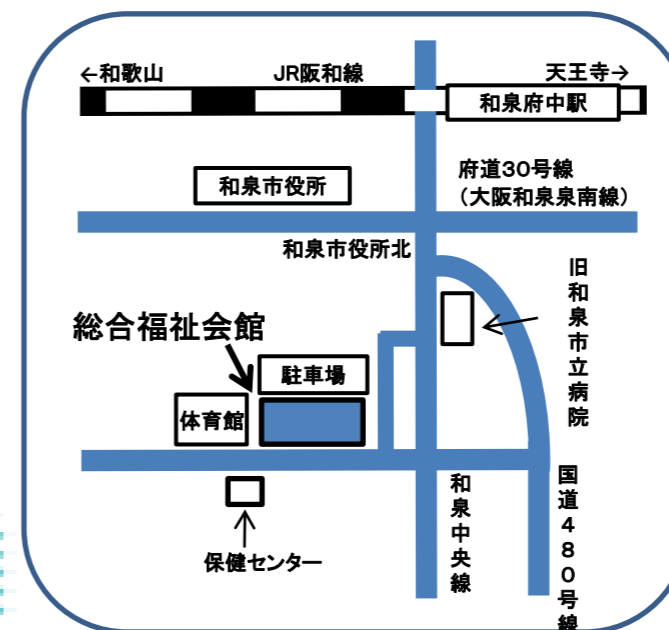 ←和歌山
JR阪和線
天王寺→
和泉府中駅
府道30号線
（大阪和泉泉南線）
和泉市役所
和泉市役所北
旧和泉市立病院
総合福祉会館
駐車場
体育館
保健センター
和泉中央線
国道480号線